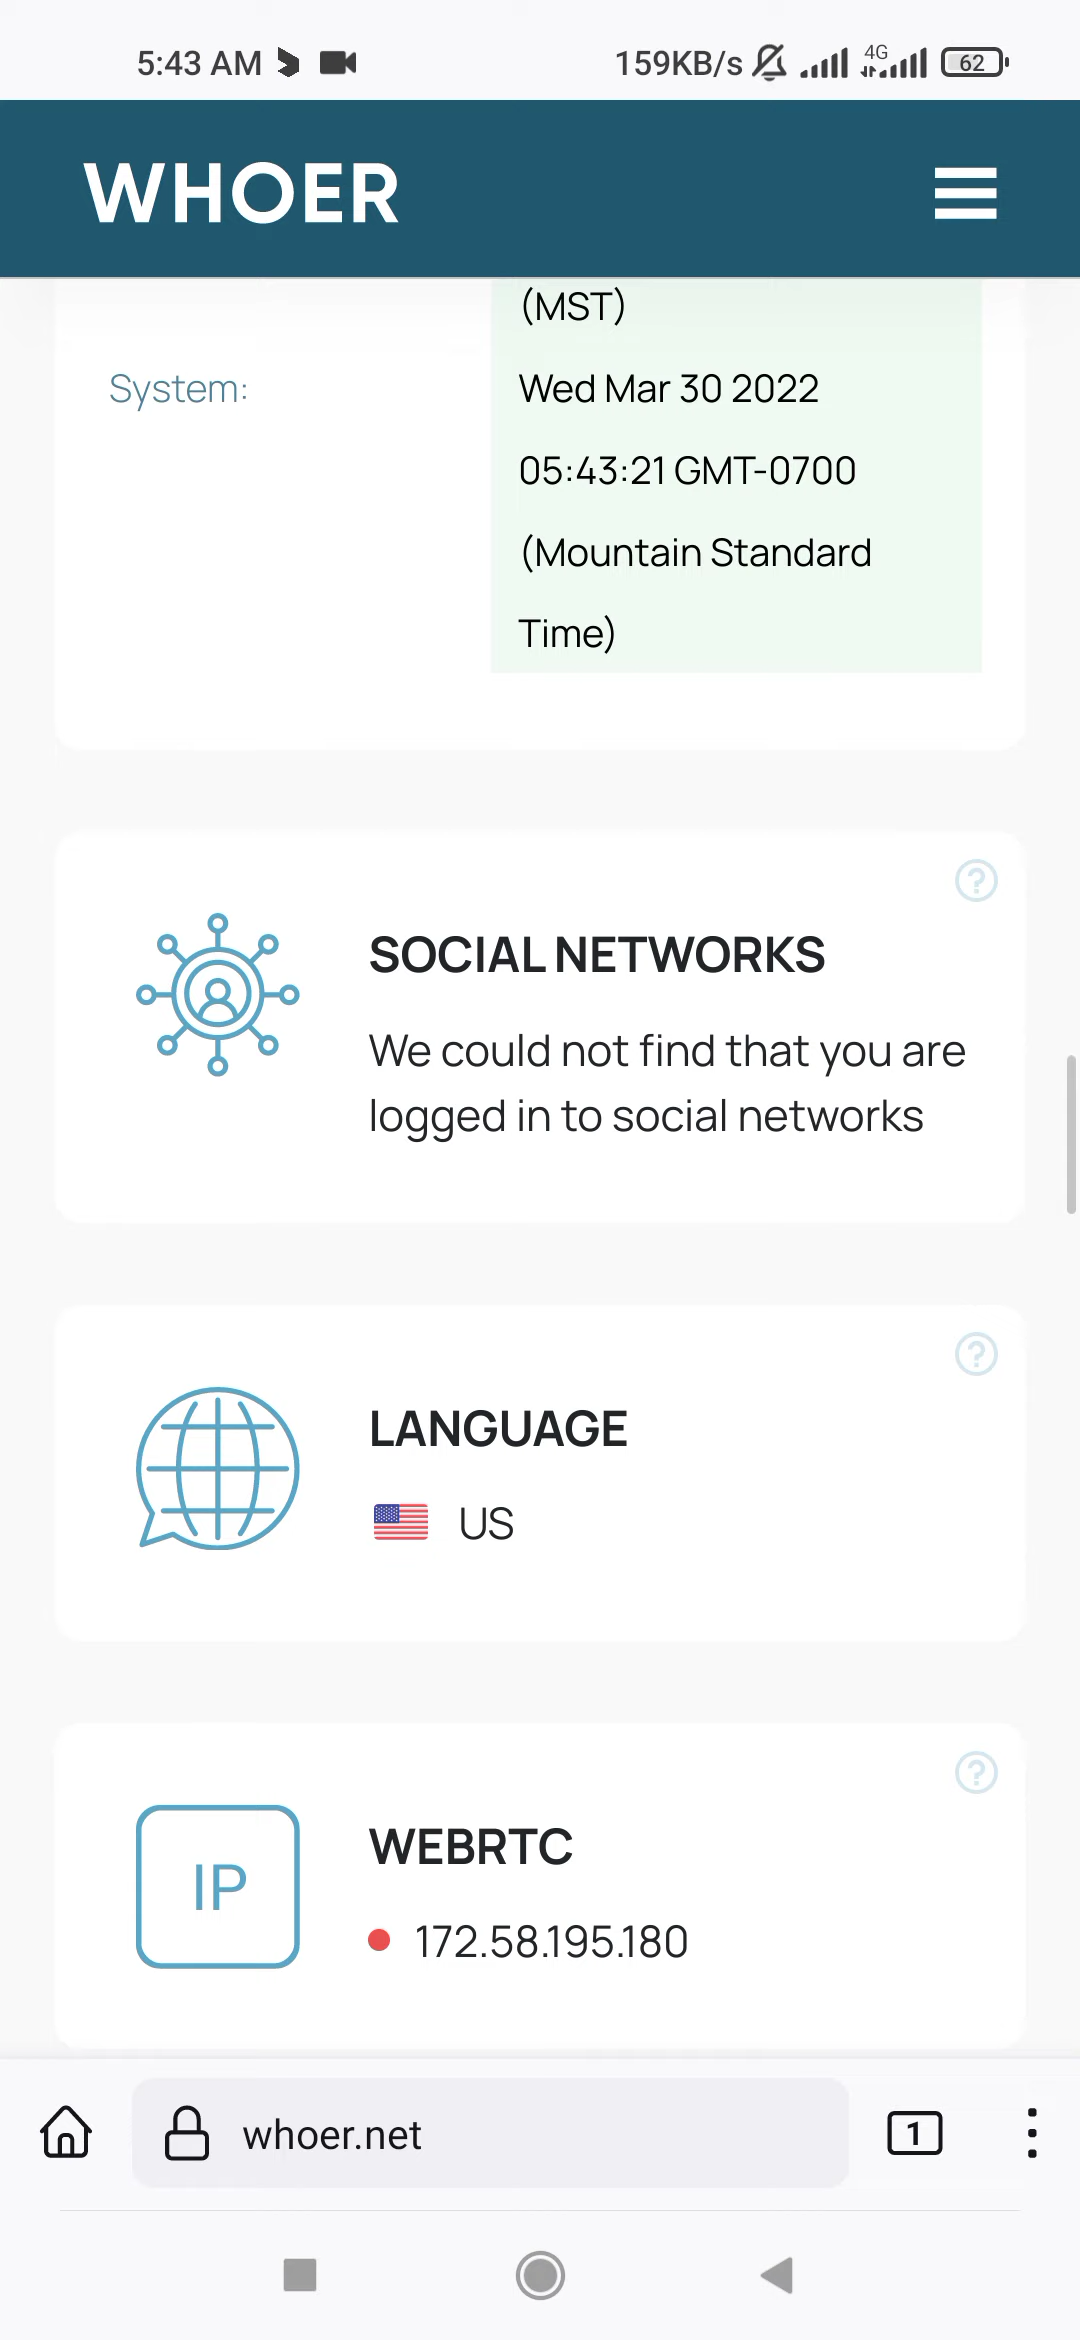 5:43 AM 159KB/s 4G 62
WHOER
(MST)
System: Wed Mar 30 2022
05:43:21 GMT-0700
(Mountain Standard
Time)
?
SOCIAL NETWORKS
We could not find that you are
logged in to social networks
?
LANGUAGE
US
?
IP
WEBRTC
172.58.195.180
whoer.net 1